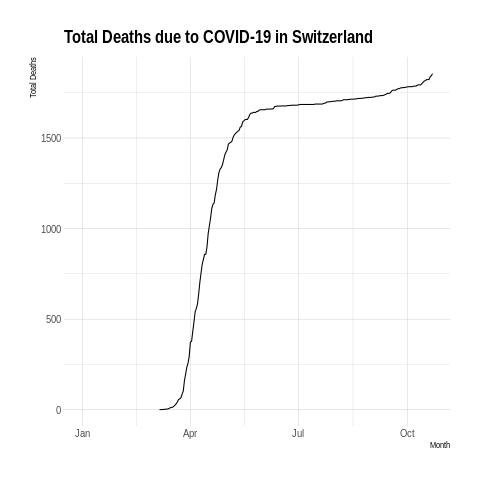 Total Deaths due to COVID-19 in Switzerland
Total Deaths
1500
1000
500
0
Jan Apr Jul Oct
Month